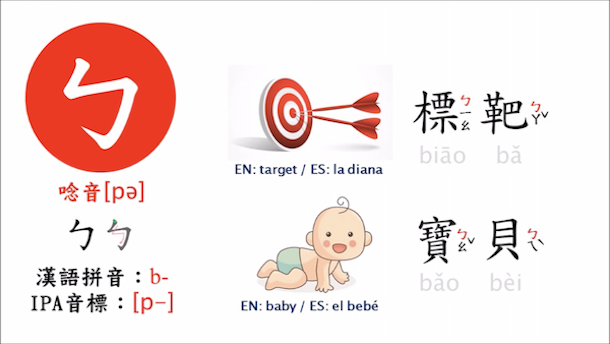 ㄅ
唸音[pə]
ㄅㄅ
漢語拼音：b-
IPA音標：[p-]
EN: target / ES: la diana
標ㄅㄧㄠ 靶ㄅㄚˇ
biāo bǎ
EN: baby / ES: el bebé
寶ㄅㄠˇ 貝ㄅㄟˋ
bǎo bèi